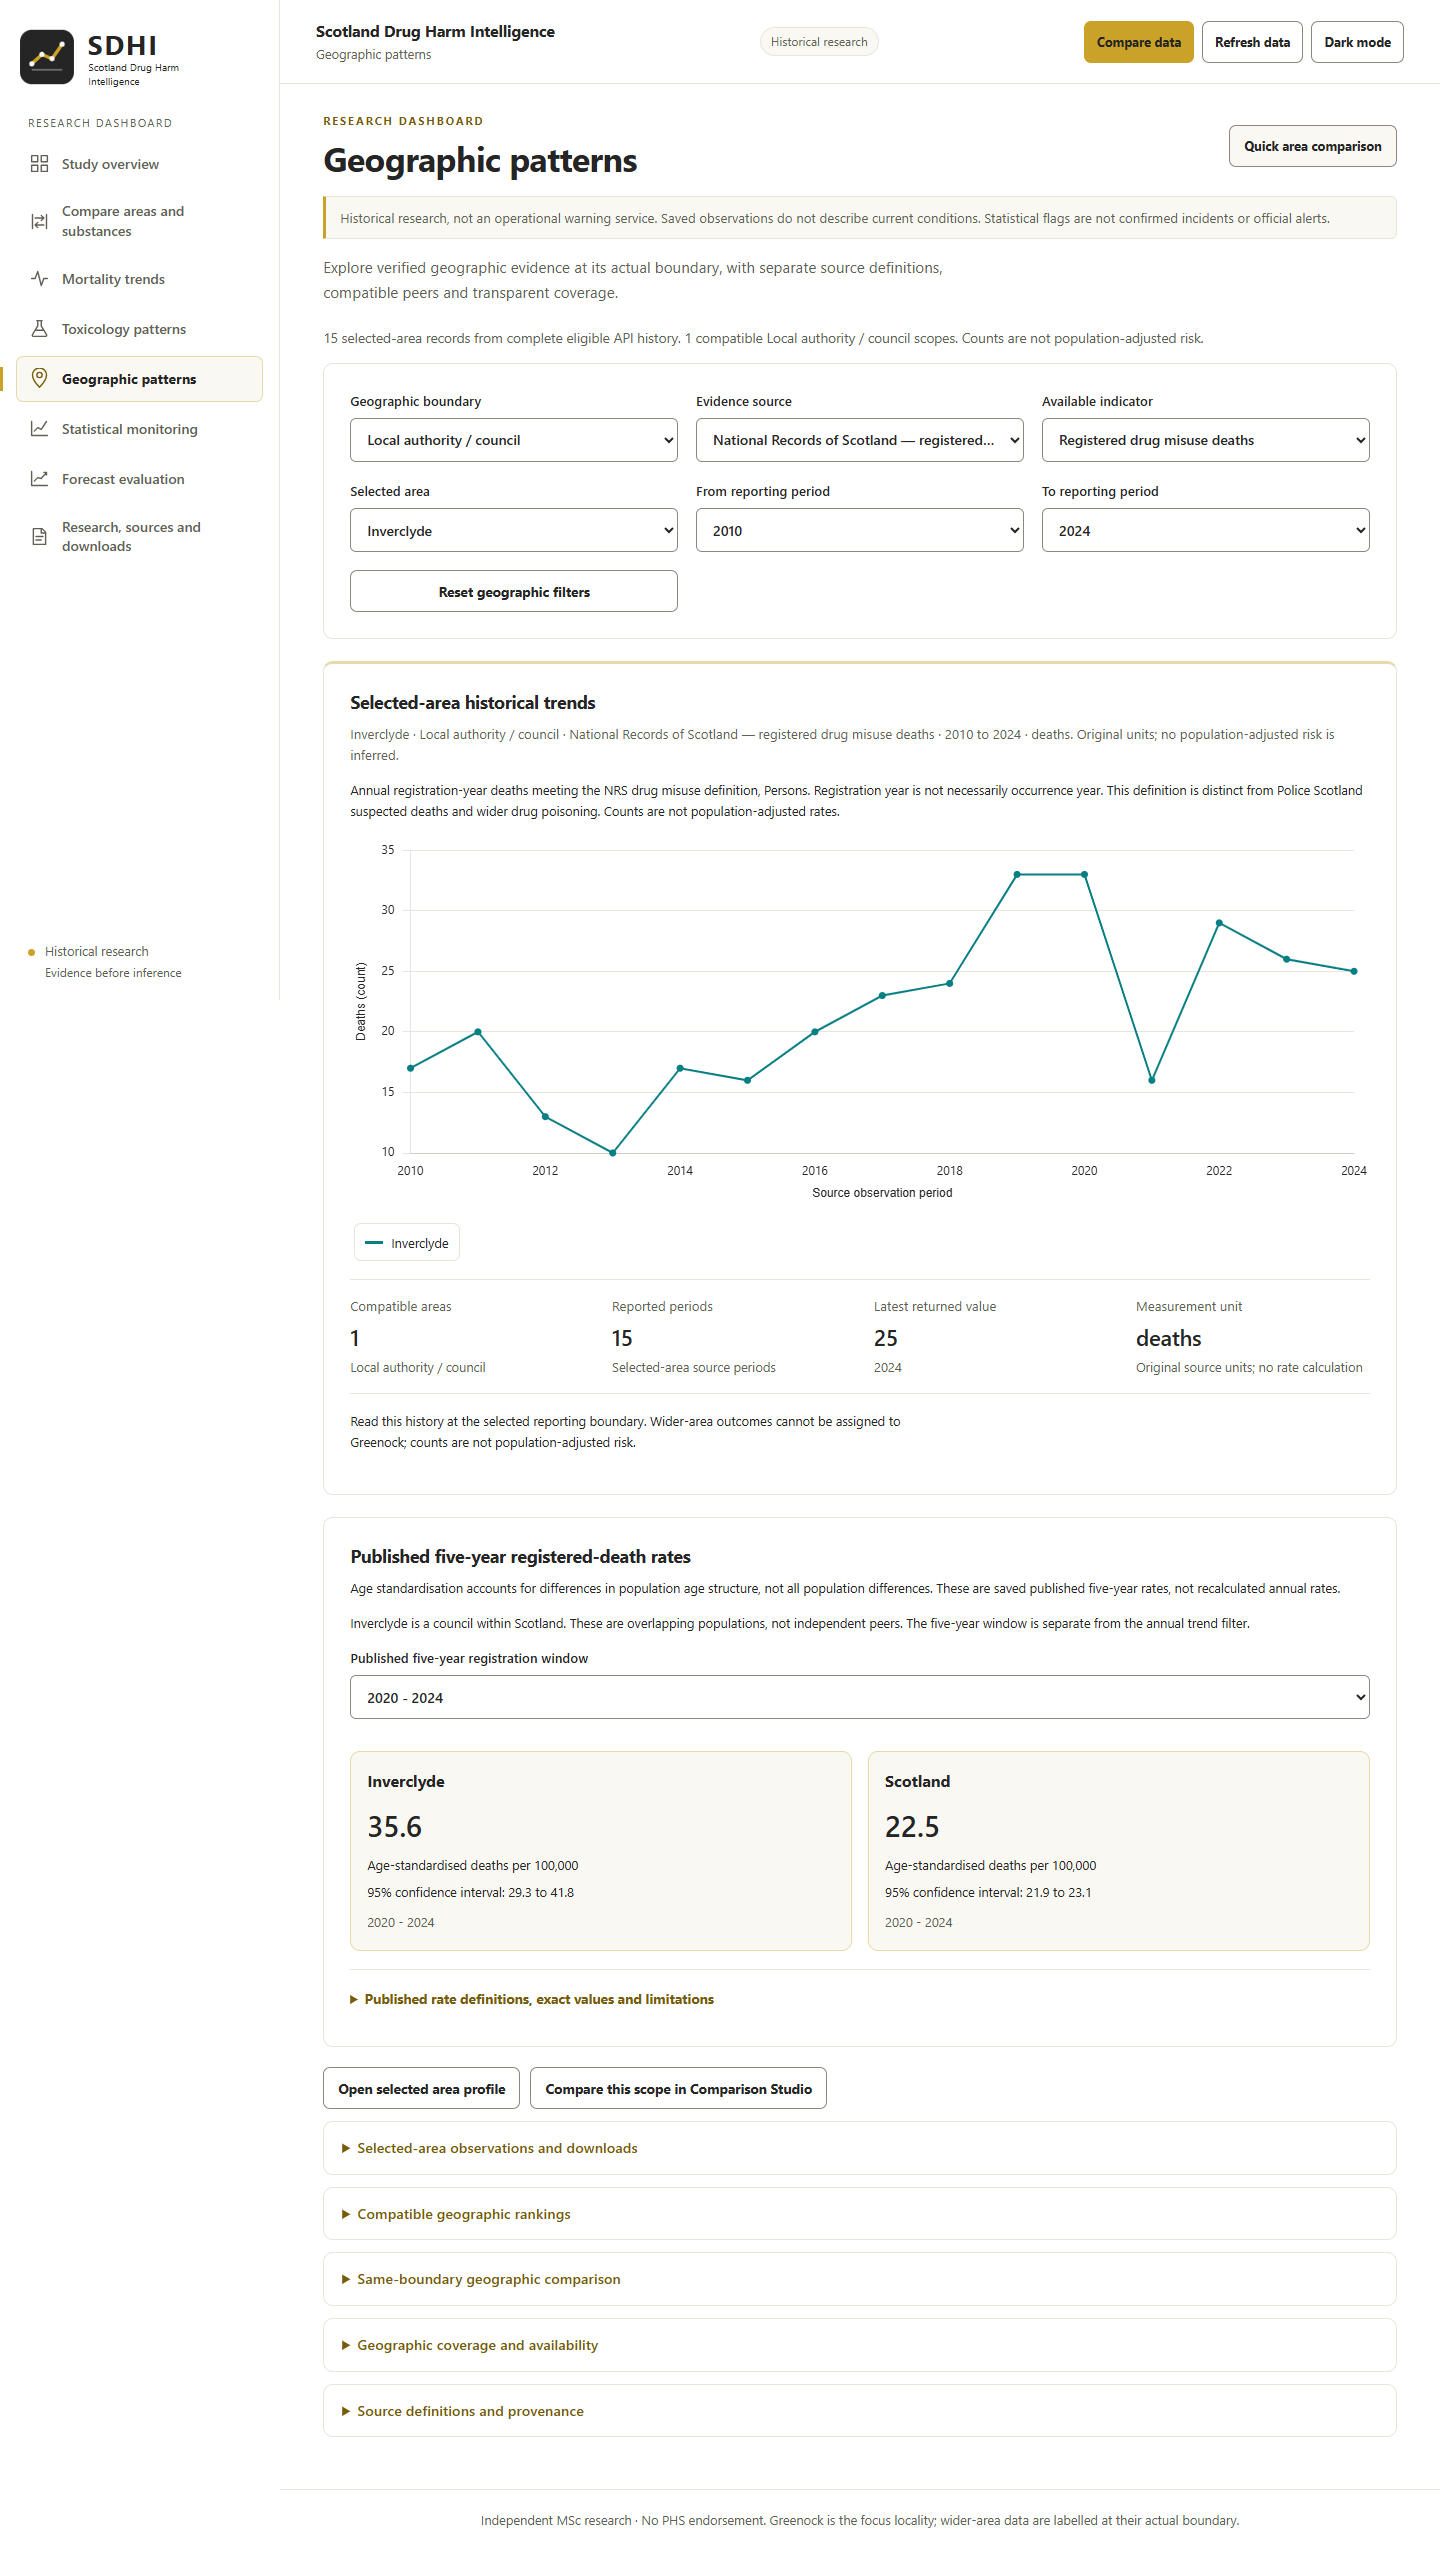 SDHI
Scotland Drug Harm
Intelligence
RESEARCH DASHBOARD
Study overview
Compare areas and
substances
Mortality trends
Toxicology patterns
Geographic patterns
Statistical monitoring
Forecast evaluation
Research, sources and
downloads
Historical research
Evidence before inference
Scotland Drug Harm Intelligence
Geographic patterns
Historical research
Compare data
Refresh data
Dark mode
RESEARCH DASHBOARD
Geographic patterns
Quick area comparison
Historical research, not an operational warning service. Saved observations do not describe current conditions. Statistical flags are not confirmed incidents or official alerts.
Explore verified geographic evidence at its actual boundary, with separate source definitions,
compatible peers and transparent coverage.
15 selected-area records from complete eligible API history. 1 compatible Local authority / council scopes. Counts are not population-adjusted risk.
Geographic boundary
Evidence source
Available indicator
Local authority / council
National Records of Scotland — registered...
Registered drug misuse deaths
Selected area
From reporting period
To reporting period
Inverclyde
2010
2024
Reset geographic filters
Selected-area historical trends
Inverclyde · Local authority / council · National Records of Scotland — registered drug misuse deaths · 2010 to 2024 · deaths. Original units; no population-adjusted risk is
inferred.
Annual registration-year deaths meeting the NRS drug misuse definition, Persons. Registration year is not necessarily occurrence year. This definition is distinct from Police Scotland
suspected deaths and wider drug poisoning. Counts are not population-adjusted rates.
35
30
25
20
15
10
Deaths (count)
2010
2012
2014
2016
2018
2020
2022
2024
Source observation period
Inverclyde
Compatible areas
Reported periods
Latest returned value
Measurement unit
1
15
25
deaths
Local authority / council
Selected-area source periods
2024
Original source units; no rate calculation
Read this history at the selected reporting boundary. Wider-area outcomes cannot be assigned to
Greenock; counts are not population-adjusted risk.
Published five-year registered-death rates
Age standardisation accounts for differences in population age structure, not all population differences. These are saved published five-year rates, not recalculated annual rates.
Inverclyde is a council within Scotland. These are overlapping populations, not independent peers. The five-year window is separate from the annual trend filter.
Published five-year registration window
2020 - 2024
Inverclyde
35.6
Age-standardised deaths per 100,000
95% confidence interval: 29.3 to 41.8
2020 - 2024
Scotland
22.5
Age-standardised deaths per 100,000
95% confidence interval: 21.9 to 23.1
2020 - 2024
Published rate definitions, exact values and limitations
Open selected area profile
Compare this scope in Comparison Studio
Selected-area observations and downloads
Compatible geographic rankings
Same-boundary geographic comparison
Geographic coverage and availability
Source definitions and provenance
Independent MSc research · No PHS endorsement. Greenock is the focus locality; wider-area data are labelled at their actual boundary.